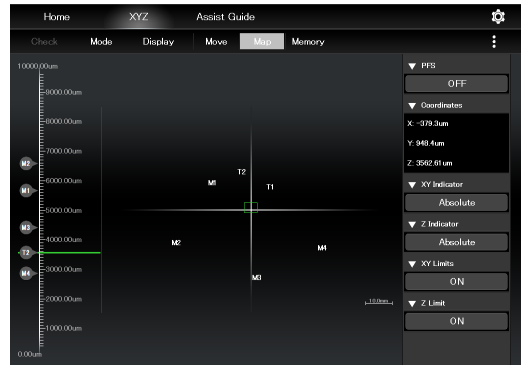 Home XYZ Assist Guide
Check Mode Display Move Map Memory
10000.00um
9000.00um
8000.00um
7000.00um
6000.00um
5000.00um
4000.00um
3000.00um
2000.00um
1000.00um
0.00um
M2
M1
M3
T2
M4
T2
M1
T1
M2
M4
M3
10.0mm
PFS
OFF
Coordinates
X: -379.3um
Y: 948.4um
Z: 3562.61um
XY Indicator
Absolute
Z Indicator
Absolute
XY Limits
ON
Z Limit
ON